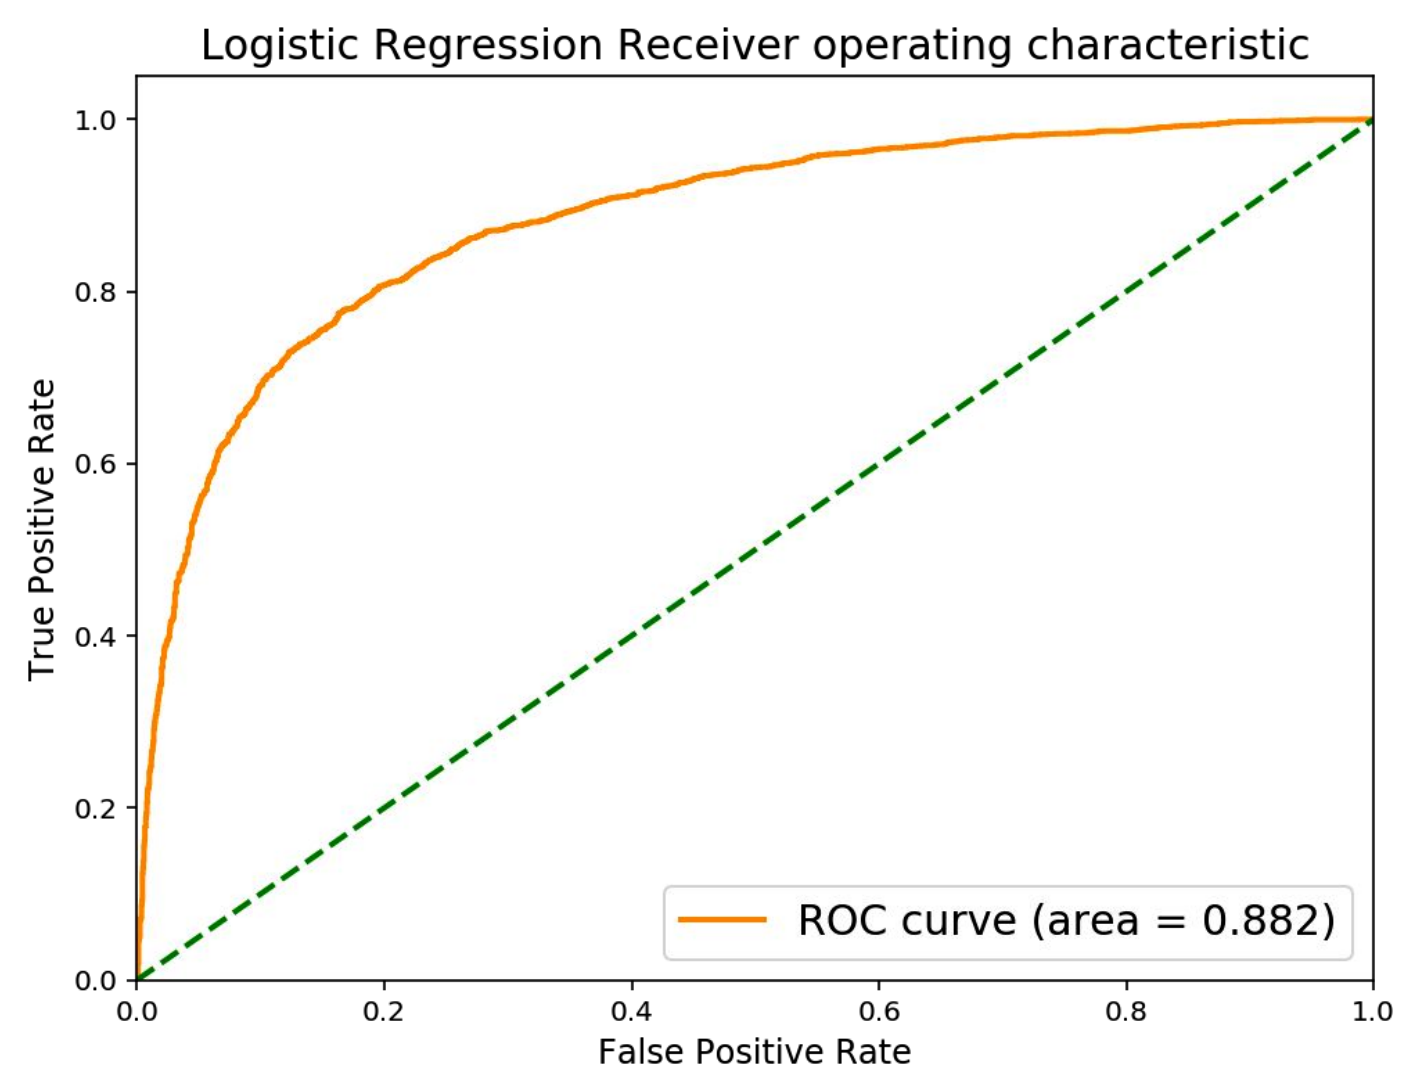 Logistic Regression Receiver operating characteristic
1.0
0.8
0.6
0.4
0.2
0.0
True Positive Rate
ROC curve (area = 0.882)
0.0 0.2 0.4 0.6 0.8 1.0
False Positive Rate